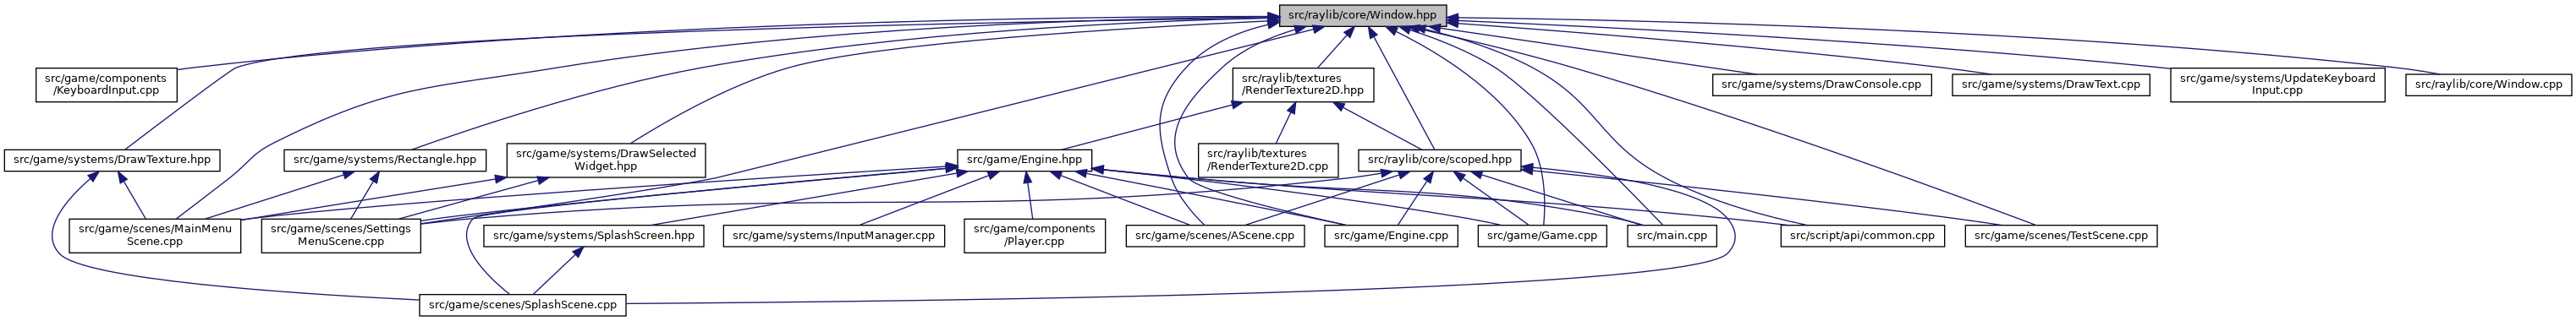 src/raylib/core/Window.hpp
src/game/components
/KeyboardInput.cpp
src/raylib/textures
/RenderTexture2D.hpp
src/game/systems/DrawConsole.cpp
src/game/systems/DrawText.cpp
src/game/systems/UpdateKeyboard
Input.cpp
src/raylib/core/Window.cpp
src/game/systems/DrawTexture.hpp
src/game/systems/Rectangle.hpp
src/game/systems/DrawSelected
Widget.hpp
src/game/Engine.hpp
src/raylib/textures
/RenderTexture2D.cpp
src/raylib/core/scoped.hpp
src/game/scenes/MainMenu
Scene.cpp
src/game/scenes/Settings
MenuScene.cpp
src/game/systems/SplashScreen.hpp
src/game/systems/InputManager.cpp
src/game/components
/Player.cpp
src/game/scenes/AScene.cpp
src/game/Engine.cpp
src/game/Game.cpp
src/main.cpp
src/script/api/common.cpp
src/game/scenes/TestScene.cpp
src/game/scenes/SplashScene.cpp